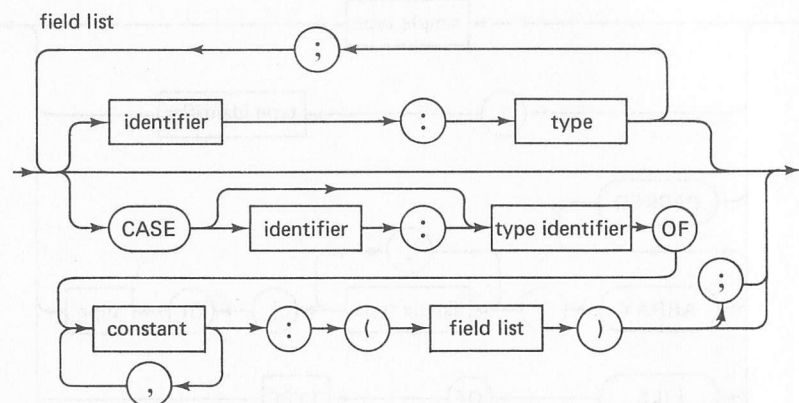 field list
;
identifier : type
CASE identifier : type identifier OF
;
constant : ( field list )
,